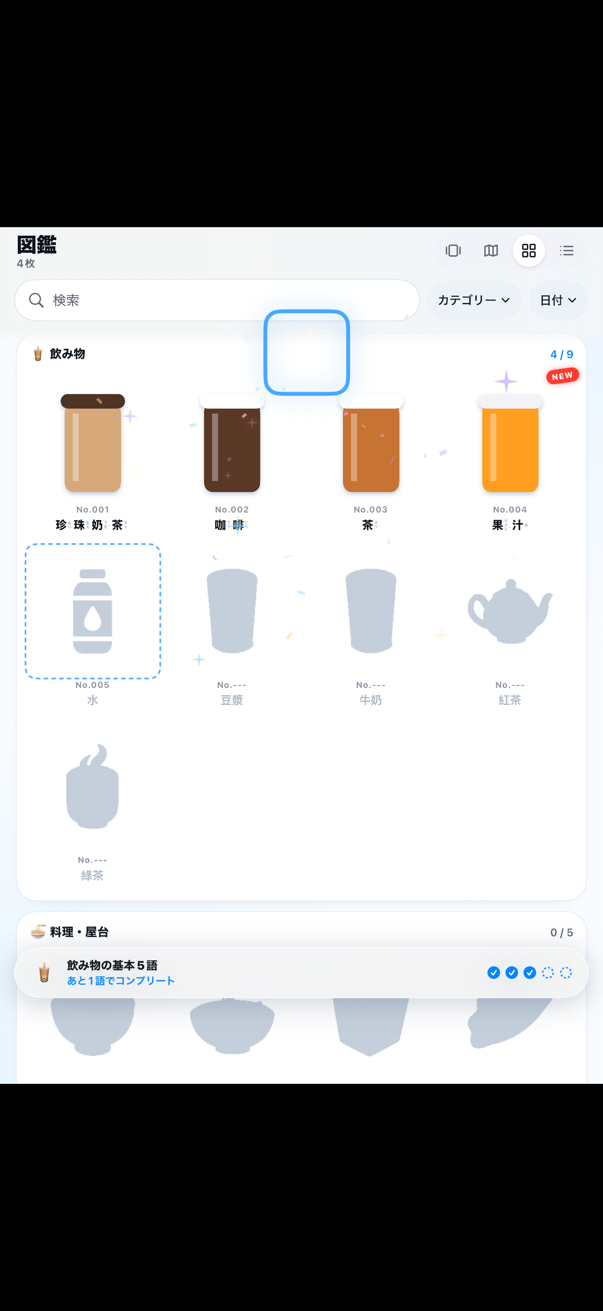 図鑑
4枚
検索
カテゴリー
日付
飲み物
4 / 9
NEW
No.001
No.002
No.003
No.004
珍珠奶茶
咖啡
茶
果汁
No.005
No.---
No.---
No.---
水
豆漿
牛奶
紅茶
No.---
綠茶
料理・屋台
0 / 5
飲み物の基本5語
あと1語でコンプリート